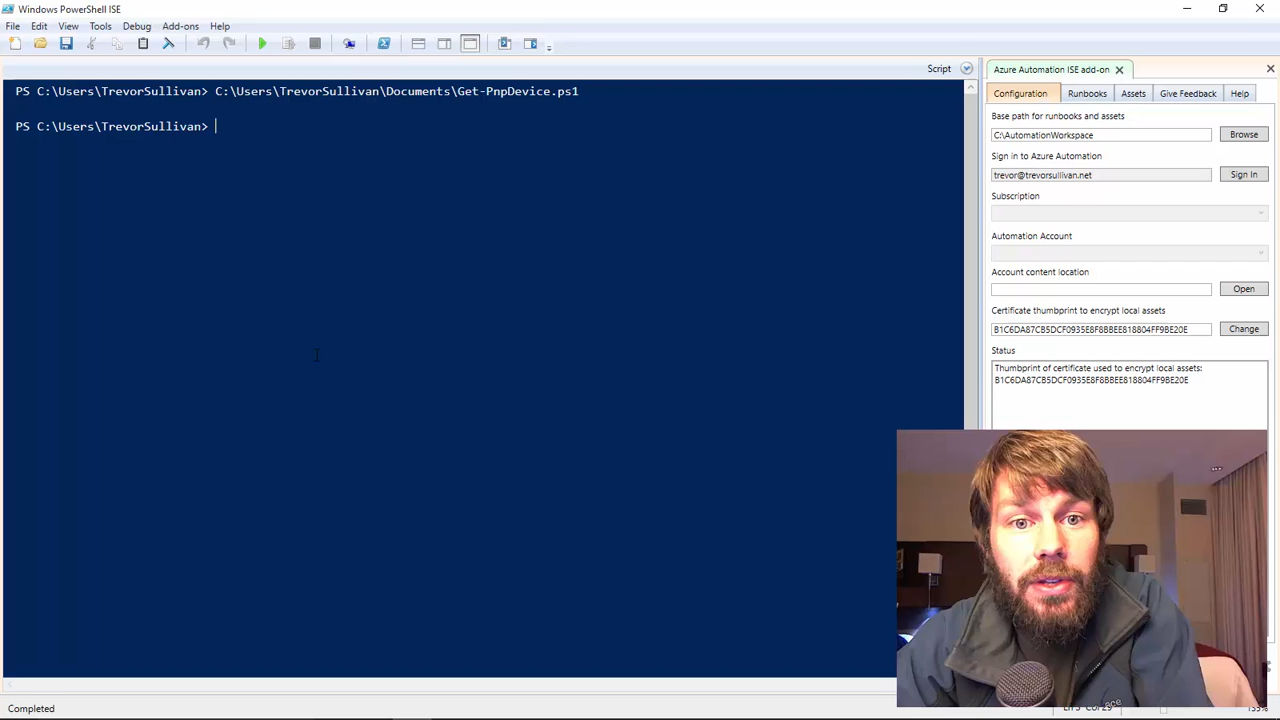 Windows PowerShell ISE
File Edit View Tools Debug Add-ons Help
Script
PS C:\Users\TrevorSullivan> C:\Users\TrevorSullivan\Documents\Get-PnpDevice.ps1
PS C:\Users\TrevorSullivan>
Azure Automation ISE add-on
Configuration Runbooks Assets Give Feedback Help
Base path for runbooks and assets
C:\AutomationWorkspace Browse
Sign in to Azure Automation
trevor@trevorsullivan.net Sign In
Subscription
Automation Account
Account content location
Open
Certificate thumbprint to encrypt local assets
B1C6DA87CB5DCF0935E8F8BBEE818804FF9BE20E Change
Status
Thumbprint of certificate used to encrypt local assets:
B1C6DA87CB5DCF0935E8F8BBEE818804FF9BE20E
Completed